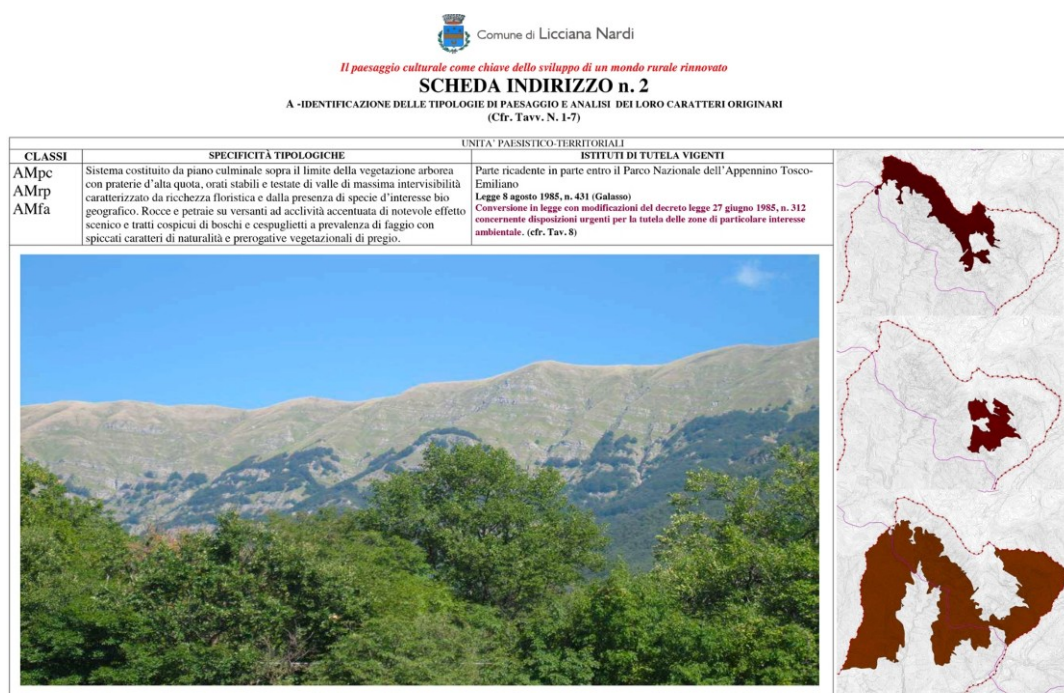 Comune di Licciana Nardi
Il paesaggio culturale come chiave dello sviluppo di un mondo rurale rinnovato
SCHEDA INDIRIZZO n. 2
A -IDENTIFICAZIONE DELLE TIPOLOGIE DI PAESAGGIO E ANALISI DEI LORO CARATTERI ORIGINARI
(Cfr. Tavv. N. 1-7)
UNITA' PAESISTICO-TERRITORIALI
CLASSI
SPECIFICITÀ TIPOLOGICHE
ISTITUTI DI TUTELA VIGENTI
AMpc
AMrp
AMfa
Sistema costituito da piano culminale sopra il limite della vegetazione arborea
con praterie d'alta quota, orati stabili e testate di valle di massima intervisibilità
caratterizzato da ricchezza floristica e dalla presenza di specie d'interesse bio
geografico. Rocce e petraie su versanti ad acclività accentuata di notevole effetto
scenico e tratti cospicui di boschi e cespuglietti a prevalenza di faggio con
spiccati caratteri di naturalità e prerogative vegetazionali di pregio.
Parte ricadente in parte entro il Parco Nazionale dell'Appennino Tosco-
Emiliano
Legge 8 agosto 1985, n. 431 (Galasso)
Conversione in legge con modificazioni del decreto legge 27 giugno 1985, n. 312
concernente disposizioni urgenti per la tutela delle zone di particolare interesse
ambientale. (cfr. Tav. 8)